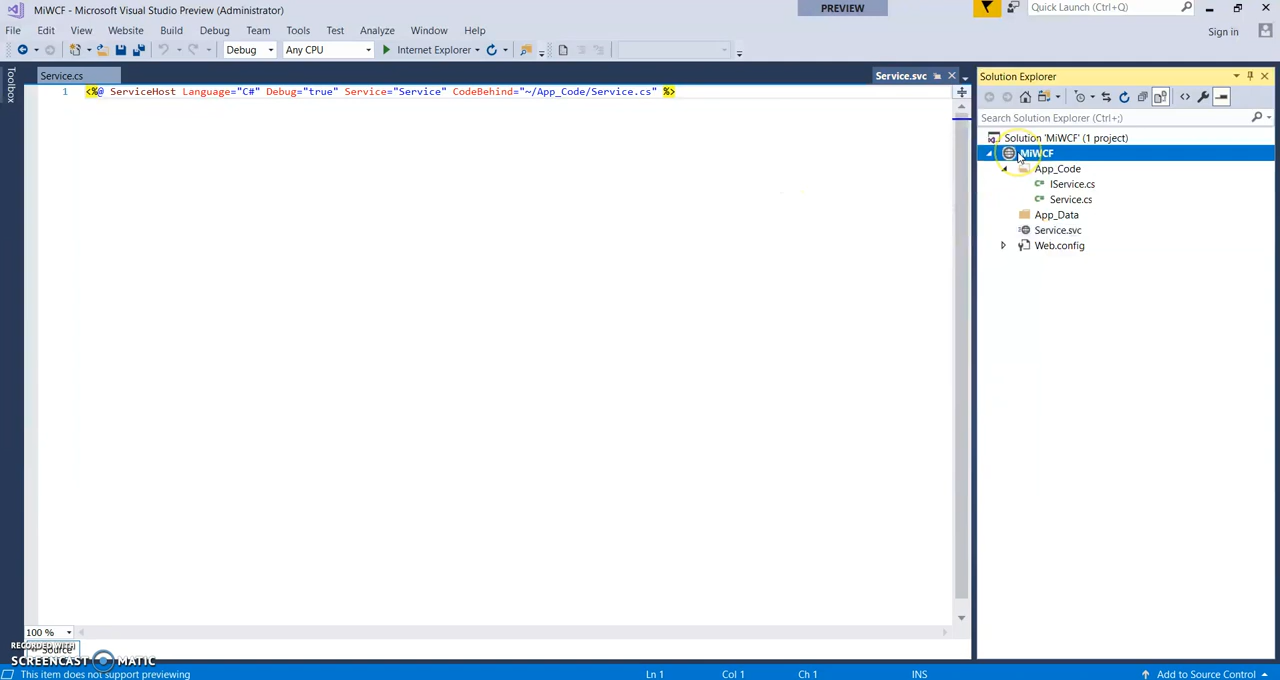 MiWCF - Microsoft Visual Studio Preview (Administrator)
PREVIEW
Quick Launch (Ctrl+Q)
File Edit View Website Build Debug Team Tools Test Analyze Window Help
Sign in
Debug Any CPU Internet Explorer
Toolbox
Service.cs
Service.svc
Solution Explorer
1 <%@ ServiceHost Language="C#" Debug="true" Service="Service" CodeBehind="~/App_Code/Service.cs" %>
Search Solution Explorer (Ctrl+;)
Solution 'MiWCF' (1 project)
MiWCF
App_Code
IService.cs
Service.cs
App_Data
Service.svc
Web.config
100 %
Source
RECORDED WITH
SCREENCAST MATIC
This item does not support previewing
Ln 1 Col 1 Ch 1 INS
Add to Source Control